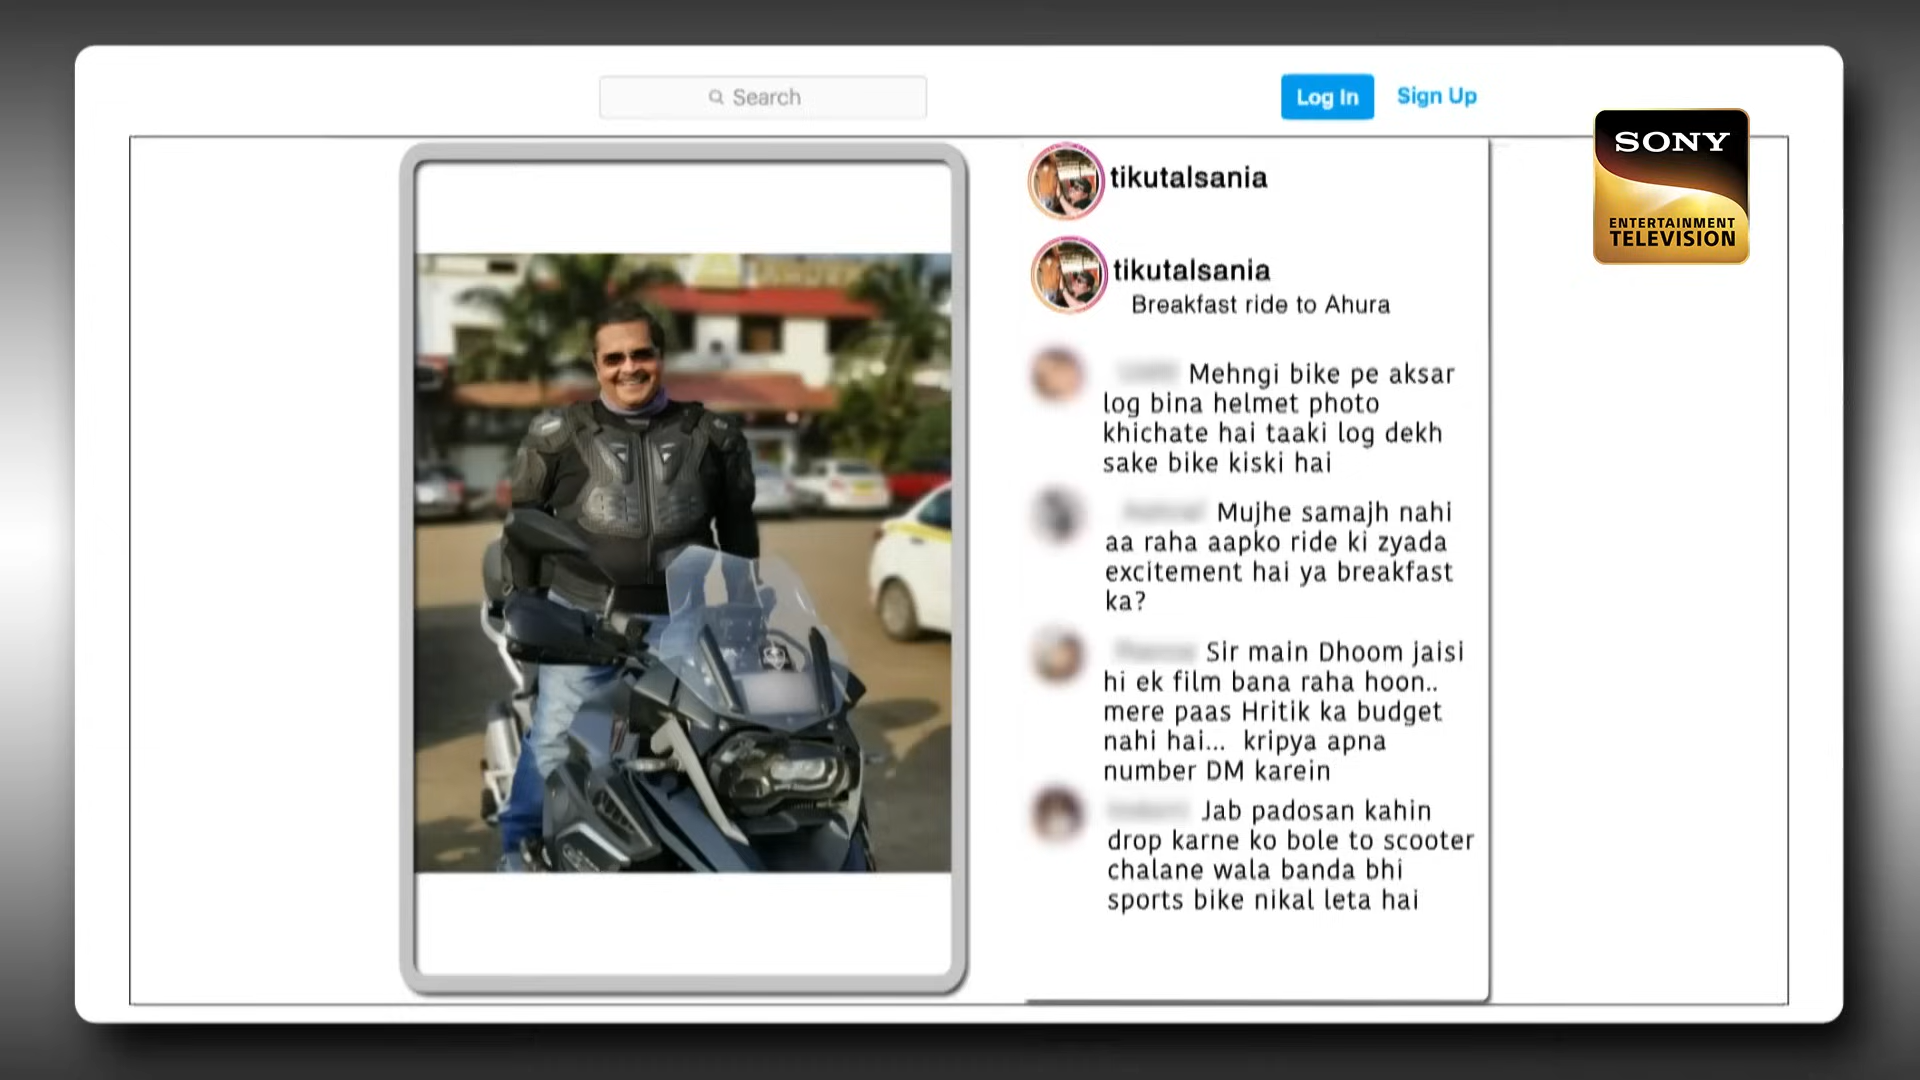 Search
Log In
Sign Up
SONY
ENTERTAINMENT
TELEVISION
tikutalsania
tikutalsania
Breakfast ride to Ahura
Mehngi bike pe aksar
log bina helmet photo
khichate hai taaki log dekh
sake bike kiski hai
Mujhe samajh nahi
aa raha aapko ride ki zyada
excitement hai ya breakfast
ka?
Sir main Dhoom jaisi
hi ek film bana raha hoon..
mere paas Hritik ka budget
nahi hai... kripya apna
number DM karein
Jab padosan kahin
drop karne ko bole to scooter
chalane wala banda bhi
sports bike nikal leta hai